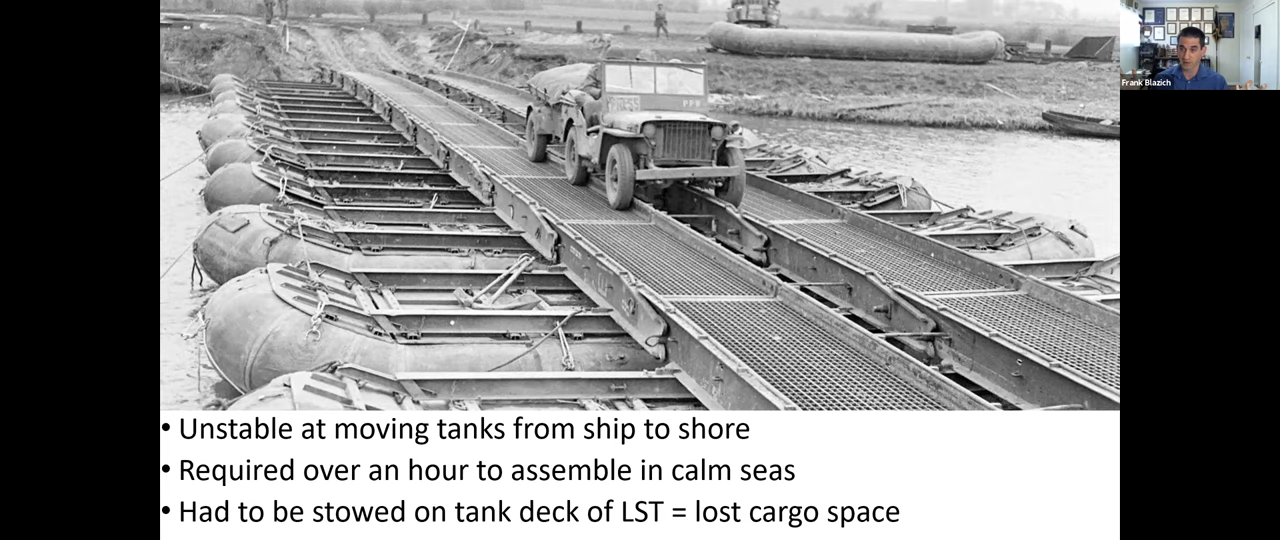 Frank Blazich
• Unstable at moving tanks from ship to shore
• Required over an hour to assemble in calm seas
• Had to be stowed on tank deck of LST = lost cargo space